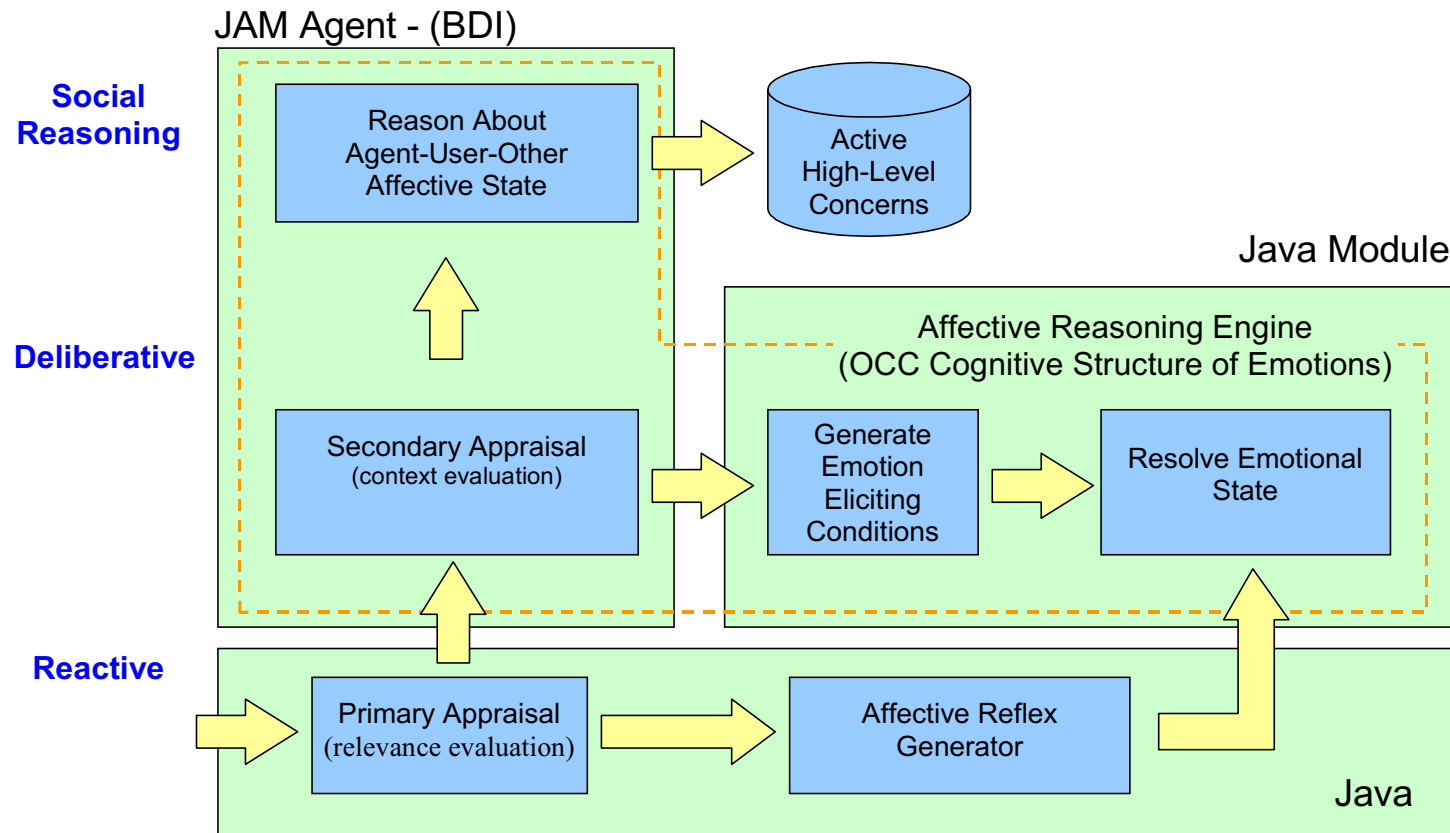 JAM Agent - (BDI)
Social
Reasoning
Reason About
Agent-User-Other
Affective State
Active
High-Level
Concerns
Java Module
Deliberative
Affective Reasoning Engine
(OCC Cognitive Structure of Emotions)
Secondary Appraisal
(context evaluation)
Generate
Emotion
Eliciting
Conditions
Resolve Emotional
State
Reactive
Primary Appraisal
(relevance evaluation)
Affective Reflex
Generator
Java